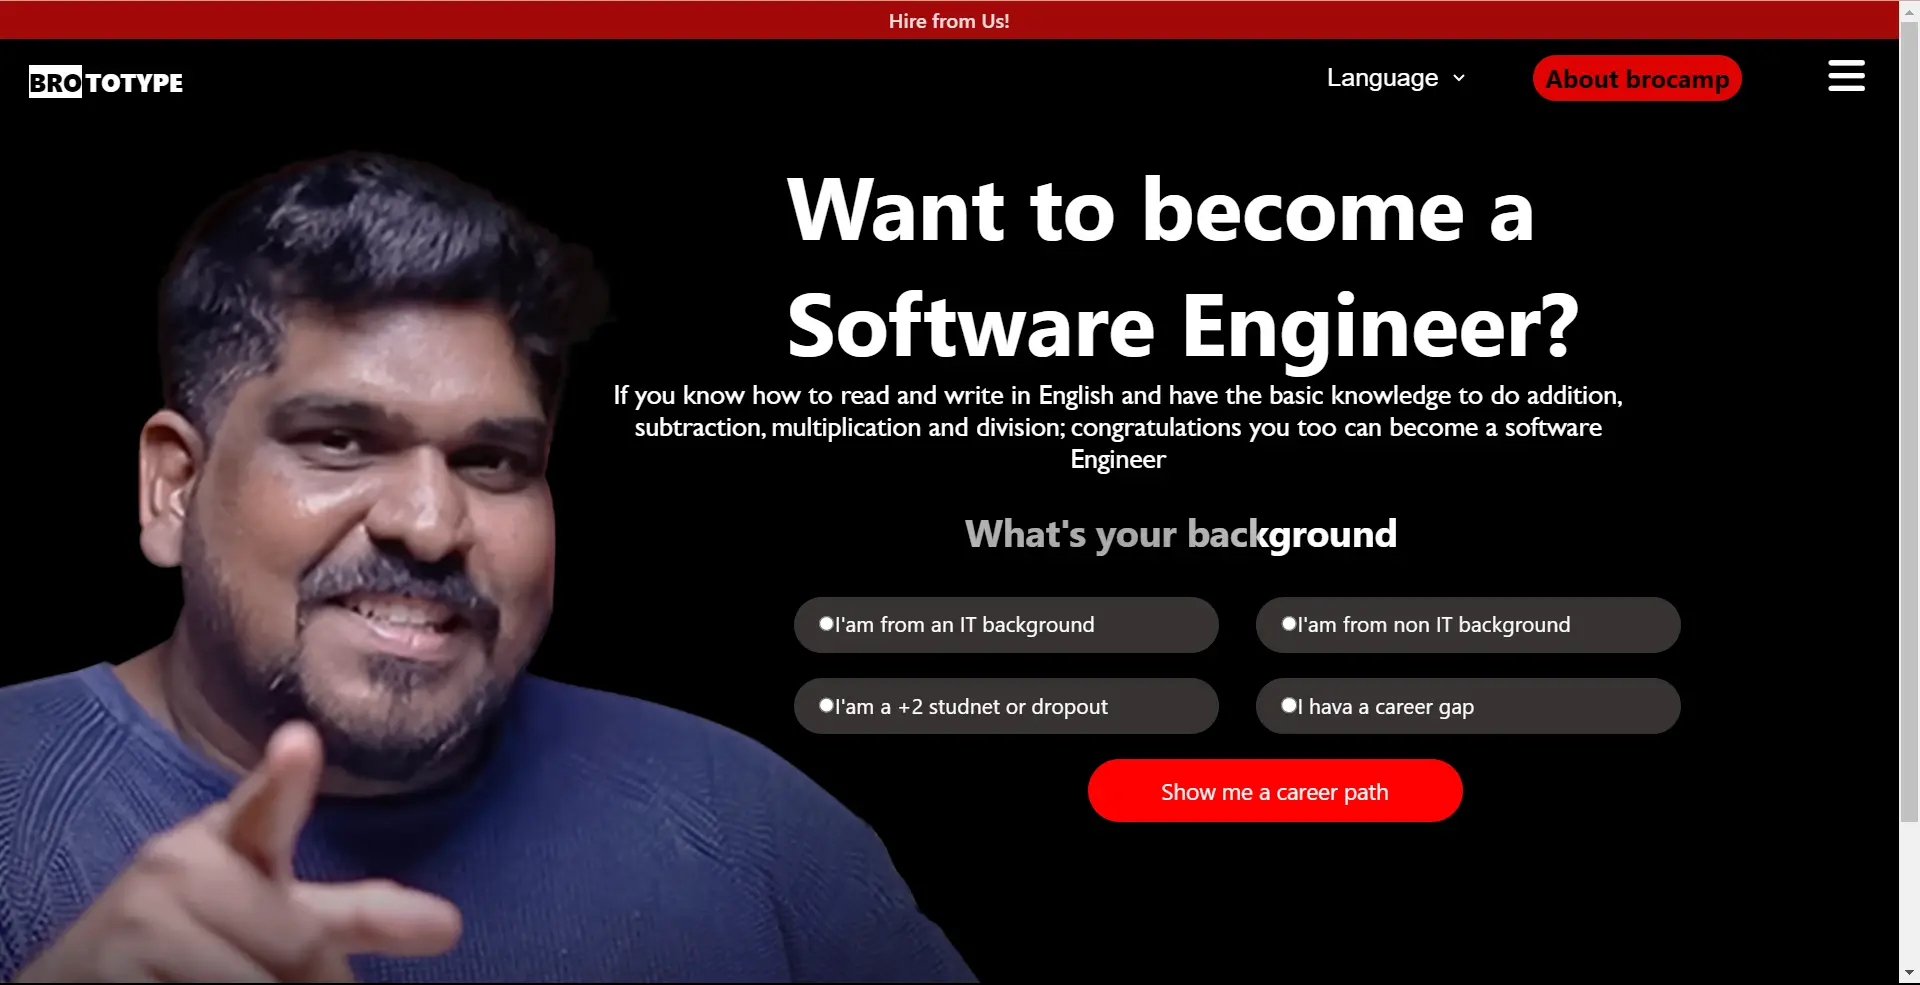 Hire from Us!
BROTOTYPE
Language
About brocamp
Want to become a
Software Engineer?
If you know how to read and write in English and have the basic knowledge to do addition,
subtraction, multiplication and division; congratulations you too can become a software
Engineer
What's your background
I'am from an IT background
I'am from non IT background
I'am a +2 studnet or dropout
I hava a career gap
Show me a career path